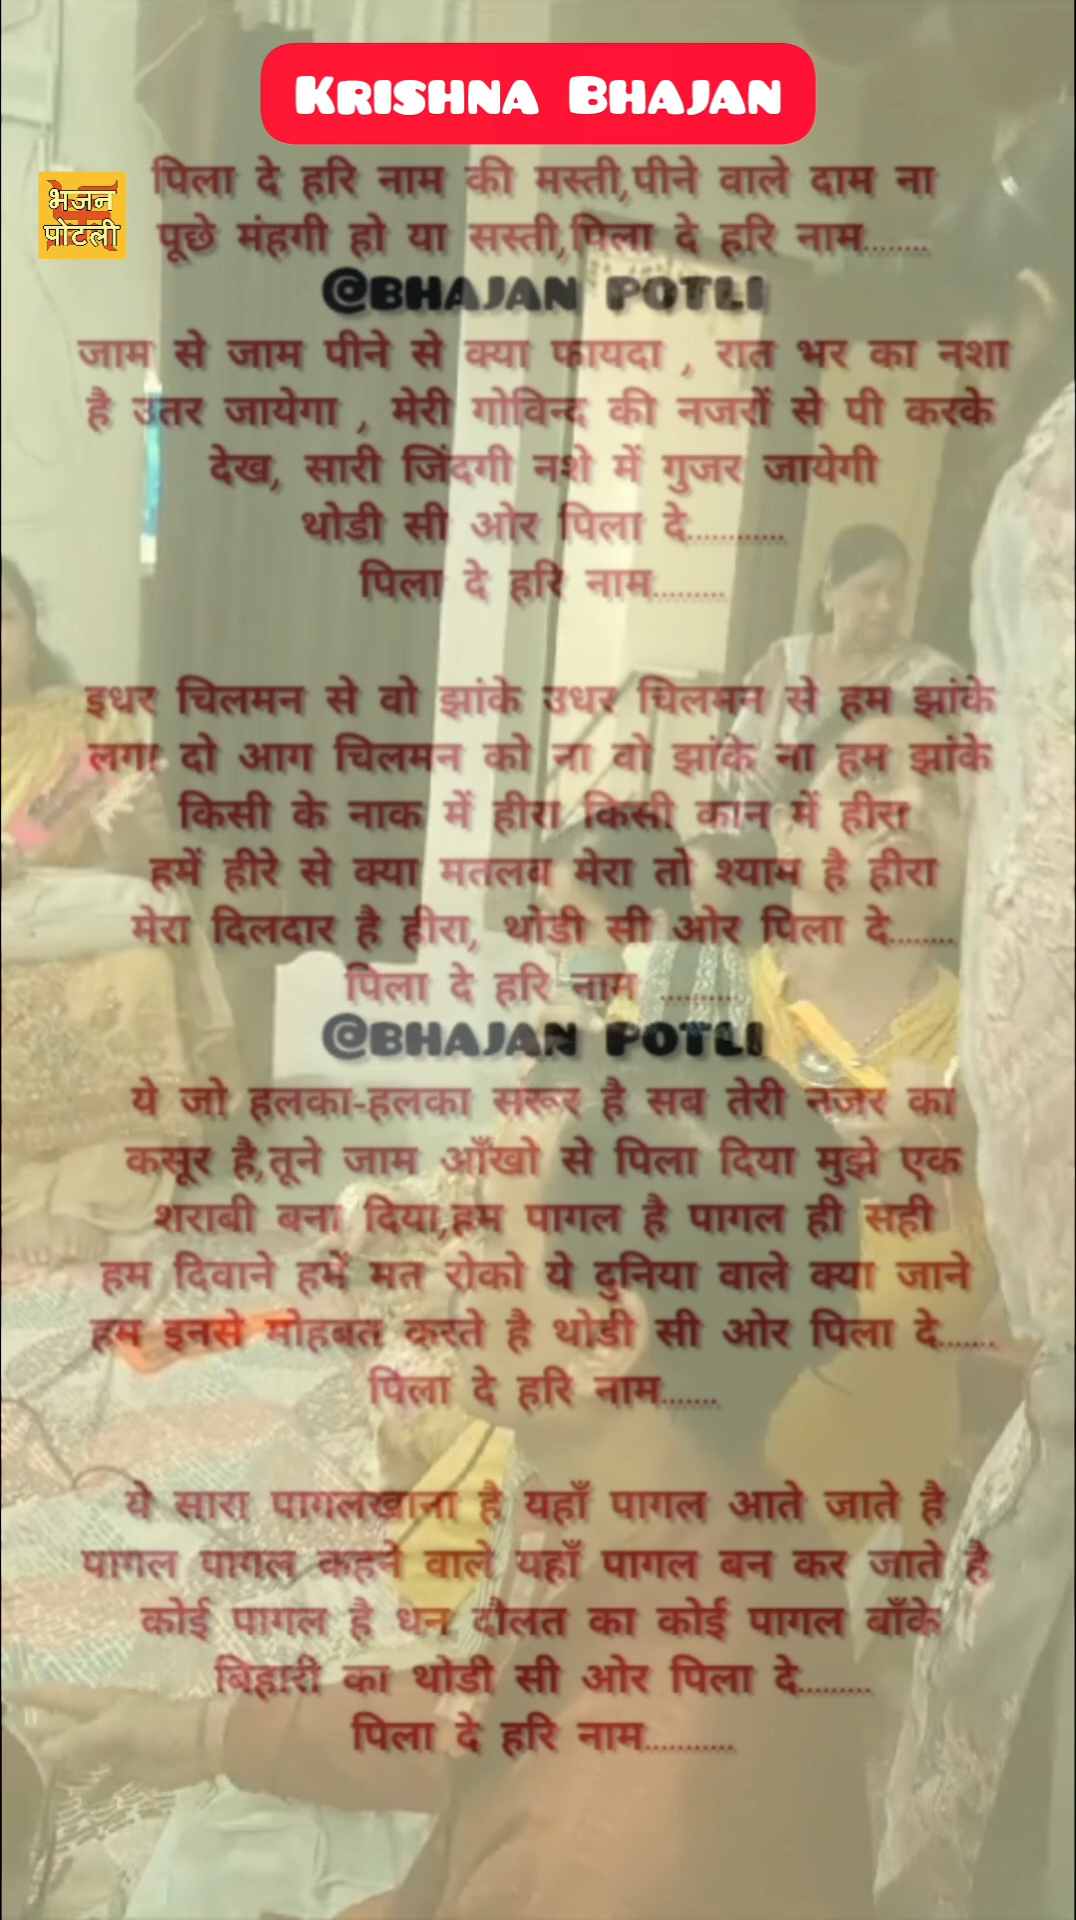 Krishna Bhajan
भजन
पोटली
पिला दे हरि नाम की मस्ती,पीने वाले दाम ना
पूछे मंहगी हो या सस्ती,पिला दे हरि नाम........
@BHAJAN POTLI
जाम से जाम पीने से क्या फायदा , रात भर का नशा
है उतर जायेगा , मेरी गोविन्द की नजरों से पी करके
देख, सारी जिंदगी नशे में गुजर जायेगी
थोडी सी ओर पिला दे............
पिला दे हरि नाम.........
इधर चिलमन से वो झांके उधर चिलमन से हम झांके
लगा दो आग चिलमन को ना वो झांके ना हम झांके
किसी के नाक में हीरा किसी कान में हीरा
हमें हीरे से क्या मतलब मेरा तो श्याम है हीरा
मेरा दिलदार है हीरा, थोडी सी ओर पिला दे........
पिला दे हरि नाम ..........
@BHAJAN POTLI
ये जो हलका-हलका सरूर है सब तेरी नजर का
कसूर है,तूने जाम आँखो से पिला दिया मुझे एक
शराबी बना दिया,हम पागल है पागल ही सही
हम दिवाने हमें मत रोको ये दुनिया वाले क्या जाने
हम इनसे मोहबत करते है थोडी सी ओर पिला दे.......
पिला दे हरि नाम.......
ये सारा पागलखाना है यहाँ पागल आते जाते है
पागल पागल कहने वाले यहाँ पागल बन कर जाते है
कोई पागल है धन दौलत का कोई पागल बाँके
बिहारी का थोडी सी ओर पिला दे.........
पिला दे हरि नाम...........